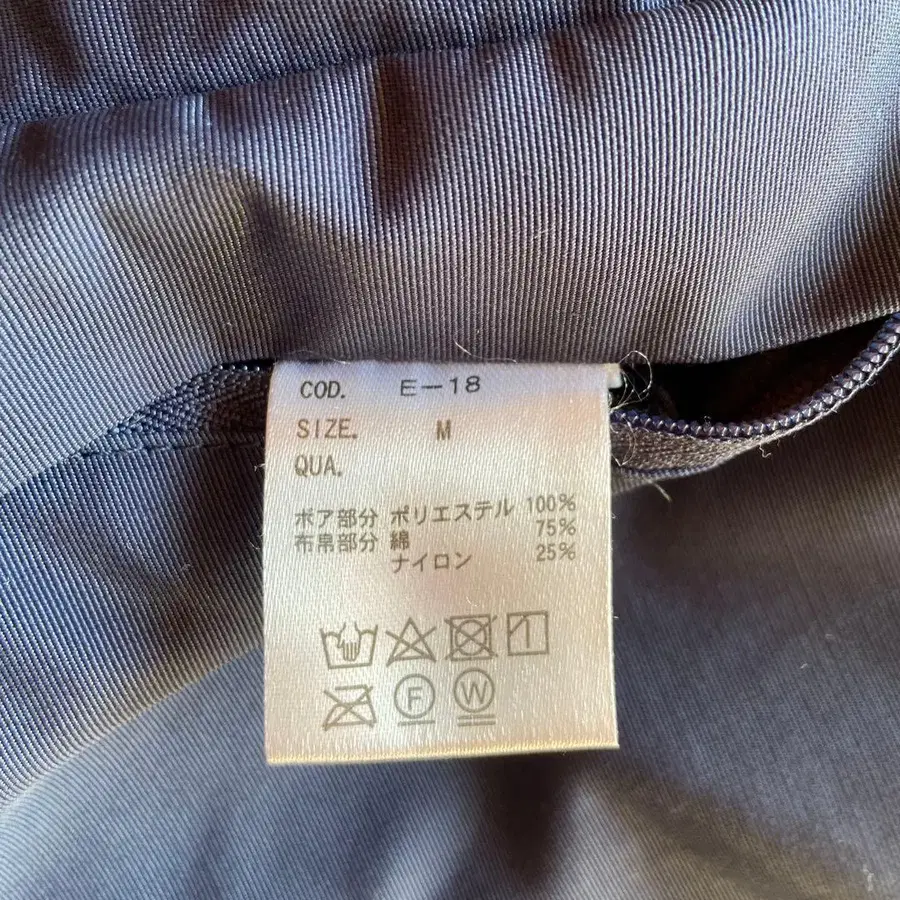 COD. E-18
SIZE. M
QUA.
ボア部分 ポリエステル 100%
布帛部分 綿 75%
ナイロン 25%
F W